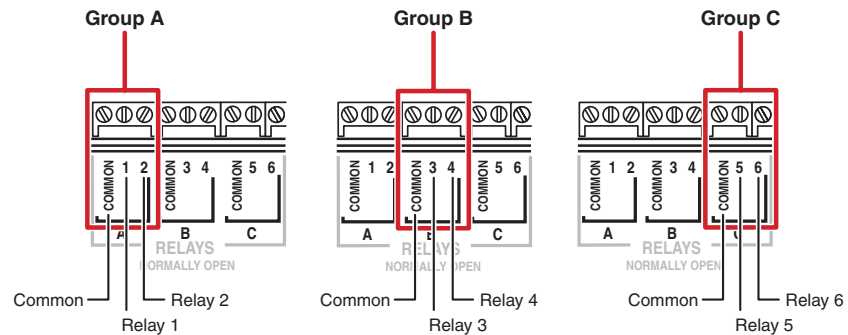 Group A
Group B
Group C
COMMON 1 2 COMMON 3 4 COMMON 5 6
A B C
RELAYS
NORMALLY OPEN
COMMON 1 2 COMMON 3 4 COMMON 5 6
A B C
RELAYS
NORMALLY OPEN
COMMON 1 2 COMMON 3 4 COMMON 5 6
A B C
RELAYS
NORMALLY OPEN
Common
Relay 2
Relay 1
Common
Relay 4
Relay 3
Common
Relay 6
Relay 5